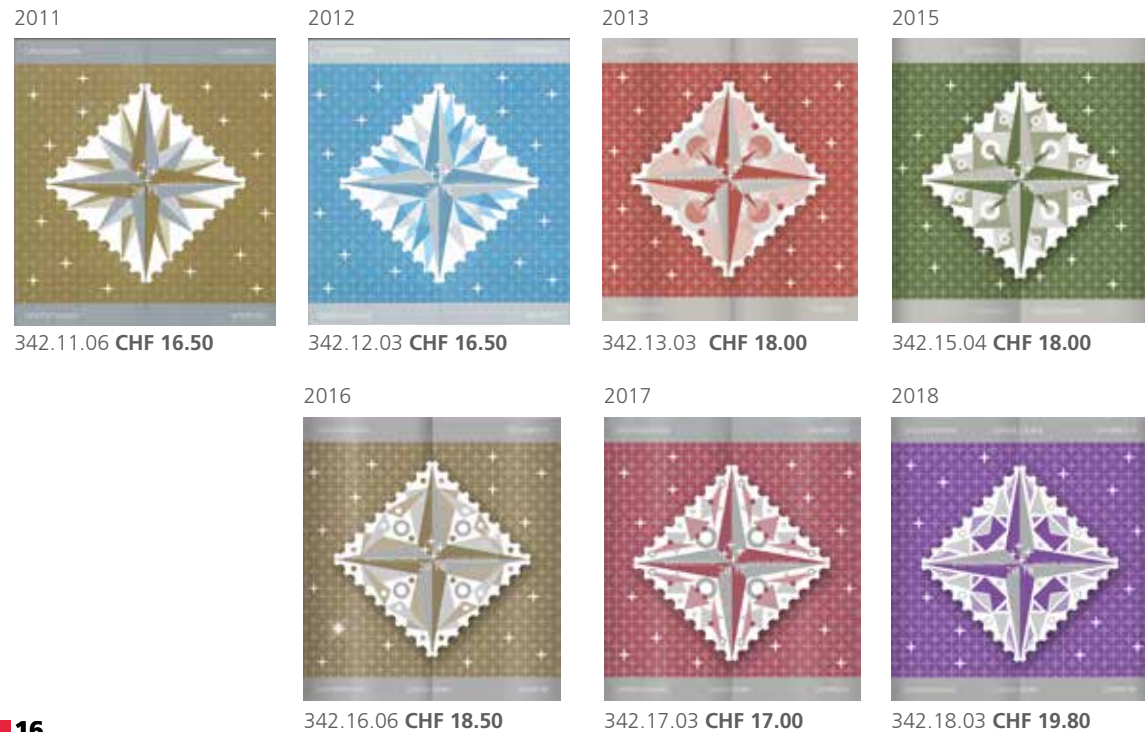 2011
2012
2013
2015
342.11.06 CHF 16.50
342.12.03 CHF 16.50
342.13.03 CHF 18.00
342.15.04 CHF 18.00
2016
2017
2018
342.16.06 CHF 18.50
342.17.03 CHF 17.00
342.18.03 CHF 19.80
16